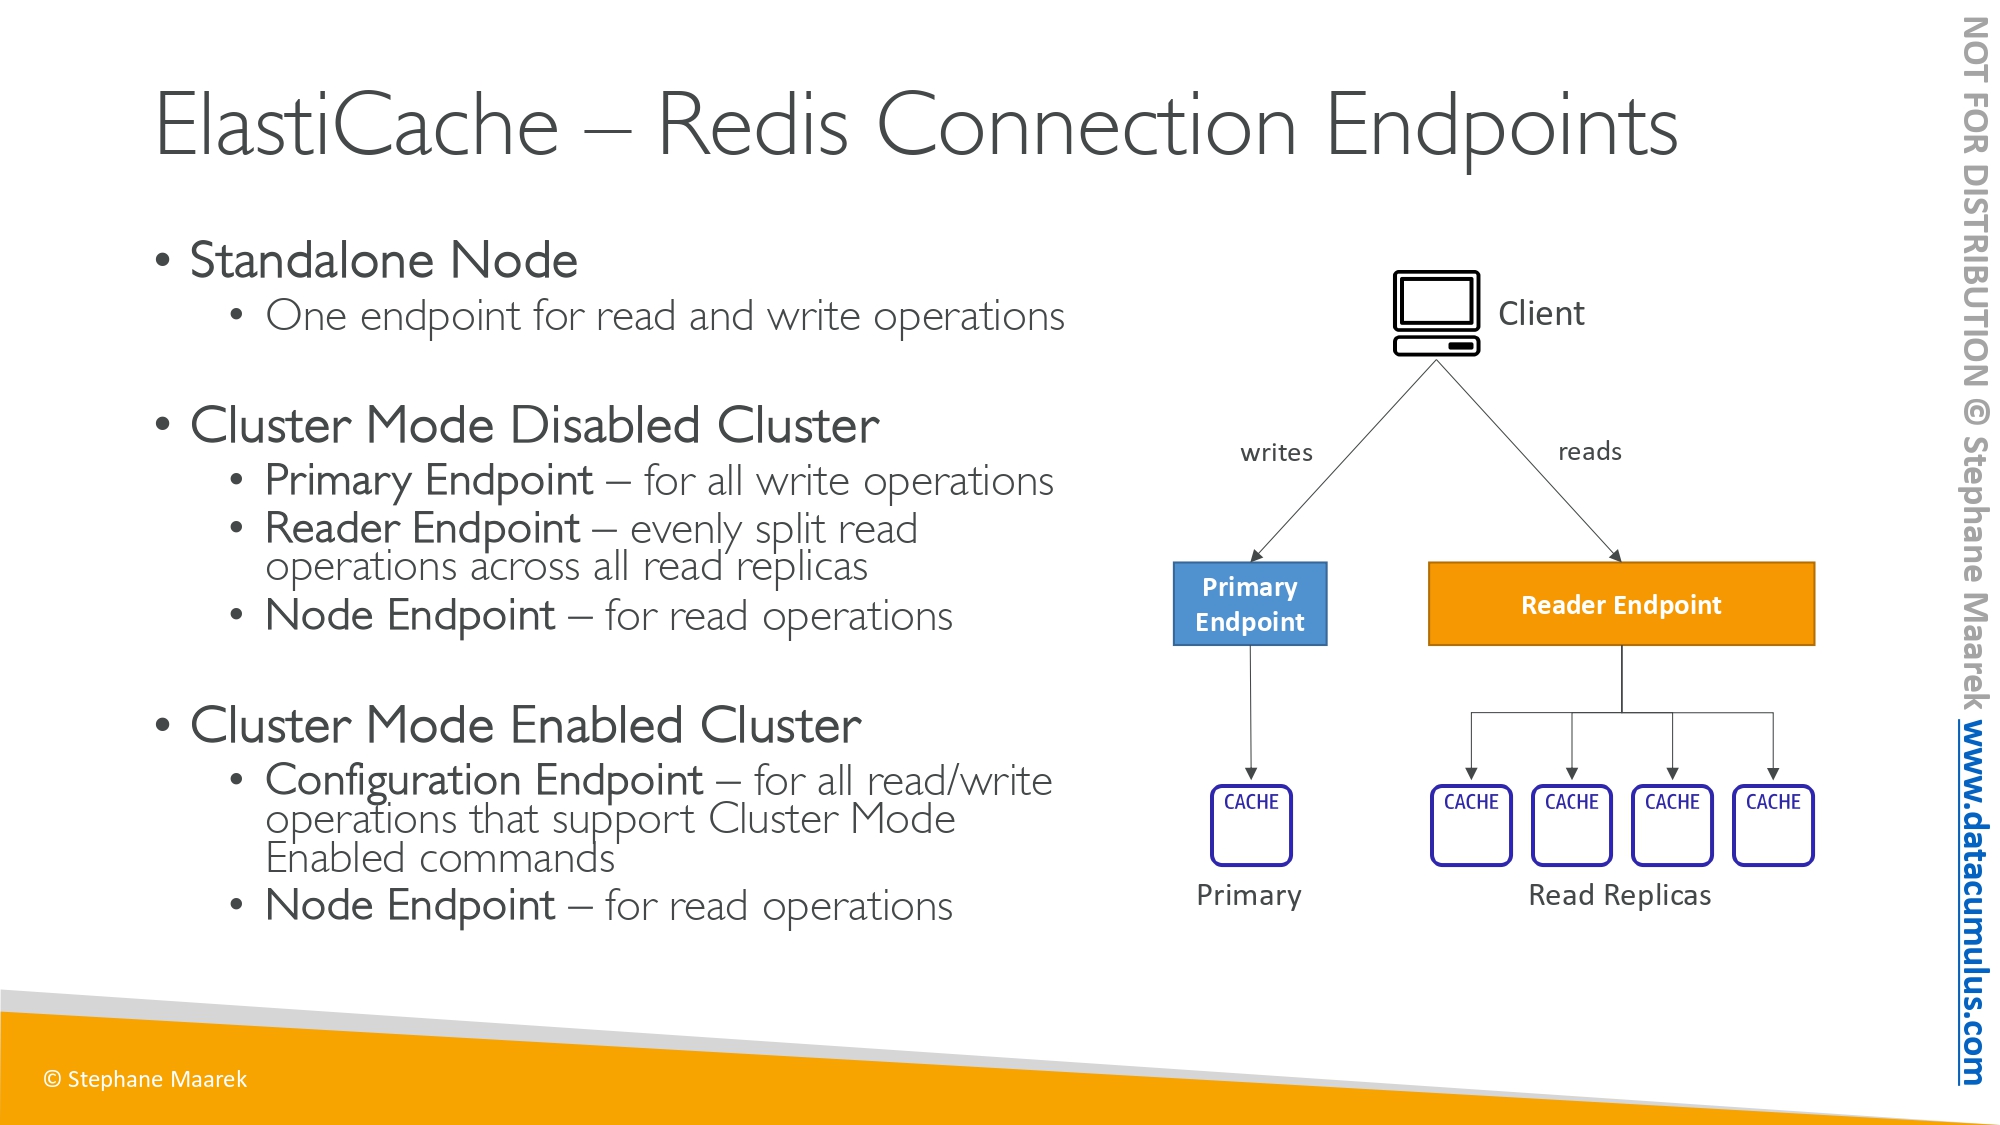 ElastiCache – Redis Connection Endpoints
• Standalone Node
• One endpoint for read and write operations
• Cluster Mode Disabled Cluster
• Primary Endpoint – for all write operations
• Reader Endpoint – evenly split read
operations across all read replicas
• Node Endpoint – for read operations
• Cluster Mode Enabled Cluster
• Configuration Endpoint – for all read/write
operations that support Cluster Mode
Enabled commands
• Node Endpoint – for read operations
Client
writes
reads
Primary
Endpoint
Reader Endpoint
CACHE
CACHE
CACHE
CACHE
CACHE
Primary
Read Replicas
© Stephane Maarek
NOT FOR DISTRIBUTION © Stephane Maarek www.datacumulus.com